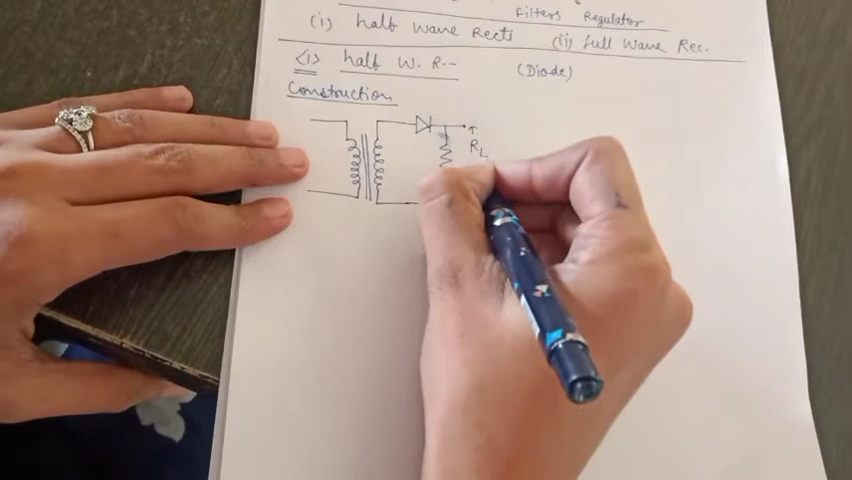 Filters Regulator
(i) half Wave Recti (ii) full Wave Rec.
<i> half W. R:- (Diode)
Construction
RL